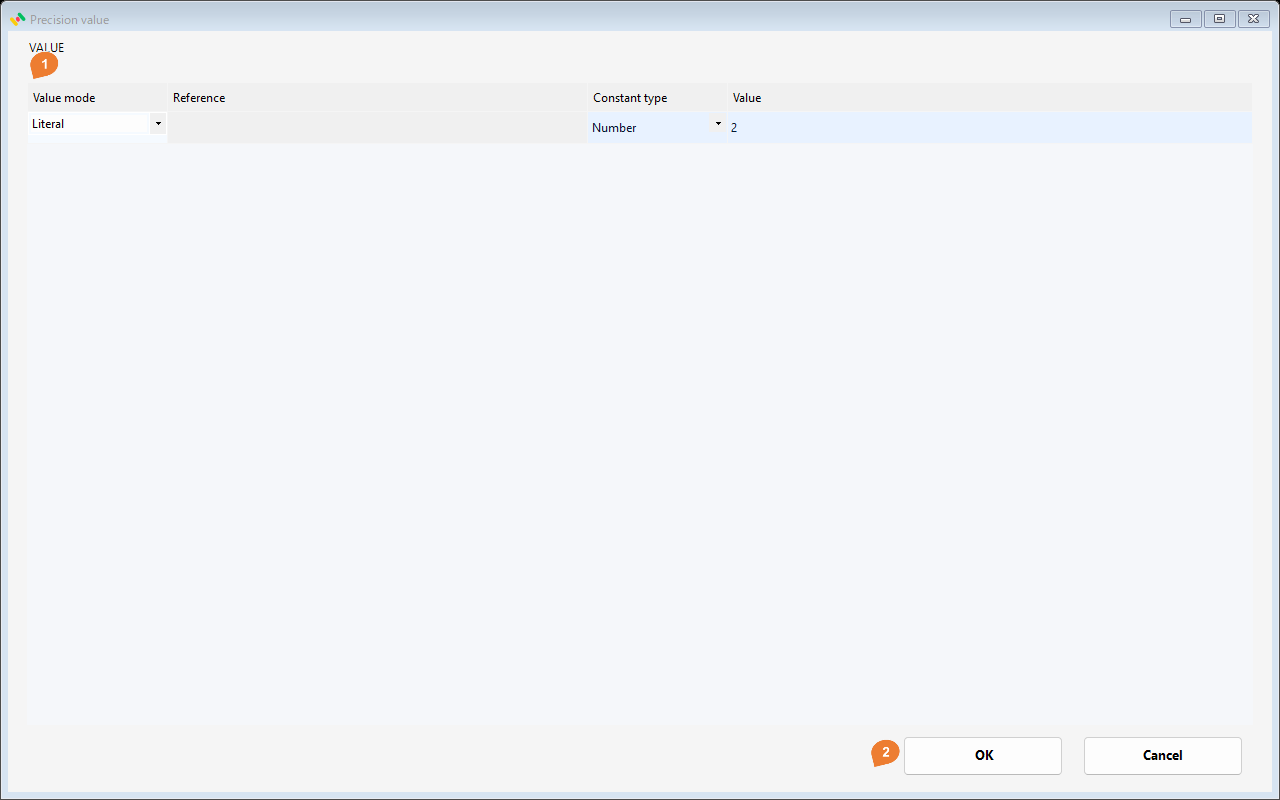 Precision value
VALUE
1
Value mode Reference Constant type Value
Literal Number 2
2 OK Cancel